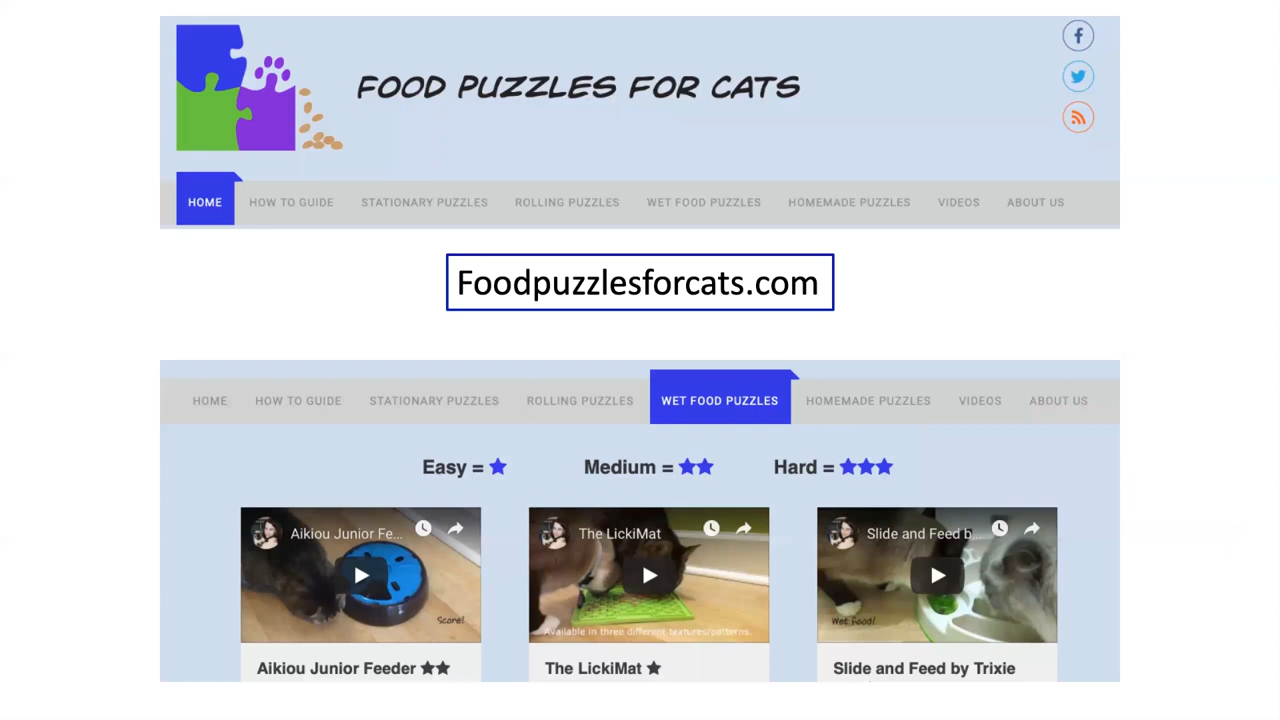 FOOD PUZZLES FOR CATS
HOME HOW TO GUIDE STATIONARY PUZZLES ROLLING PUZZLES WET FOOD PUZZLES HOMEMADE PUZZLES VIDEOS ABOUT US
Foodpuzzlesforcats.com
HOME HOW TO GUIDE STATIONARY PUZZLES ROLLING PUZZLES WET FOOD PUZZLES HOMEMADE PUZZLES VIDEOS ABOUT US
Easy = ★ Medium = ★★ Hard = ★★★
Aikiou Junior Fe... The LickiMat Slide and Feed b...
Score! Available in three different textures/patterns. Wet food!
Aikiou Junior Feeder ★★ The LickiMat ★ Slide and Feed by Trixie